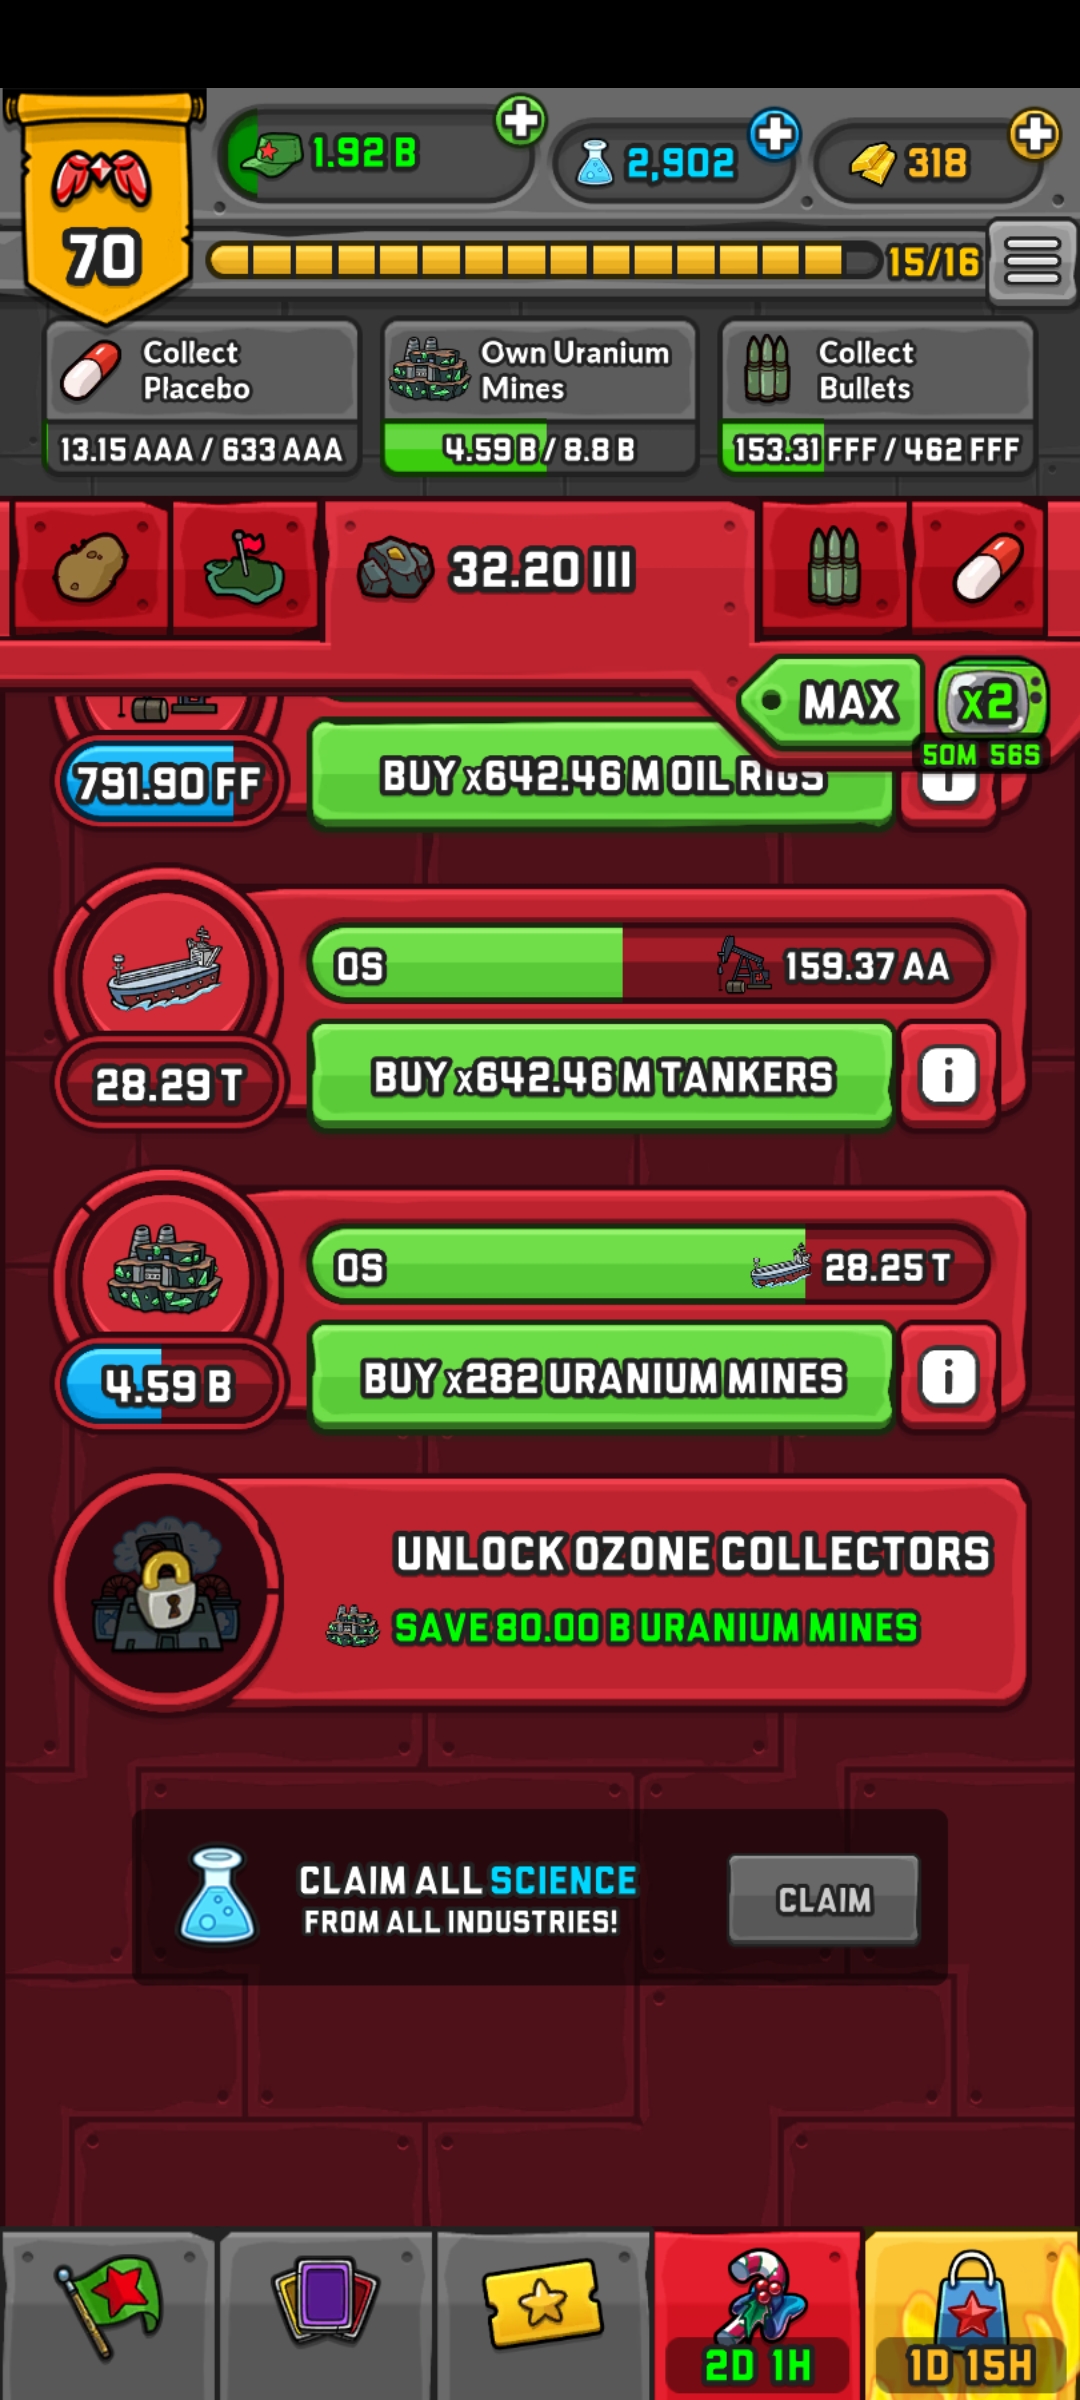 1.92 B
2,902
318
70
15/16
Collect
Placebo
Own Uranium
Mines
Collect
Bullets
13.15 AAA / 633 AAA
4.59 B / 8.8 B
153.31 FFF / 462 FFF
32.20 III
MAX
x2
50M 56S
791.90 FF
BUY x642.46 M OIL RIGS
0S
159.37 AA
28.29 T
BUY x642.46 M TANKERS
i
0S
28.25 T
4.59 B
BUY x282 URANIUM MINES
i
UNLOCK OZONE COLLECTORS
SAVE 80.00 B URANIUM MINES
CLAIM ALL SCIENCE
FROM ALL INDUSTRIES!
CLAIM
2D 1H
1D 15H